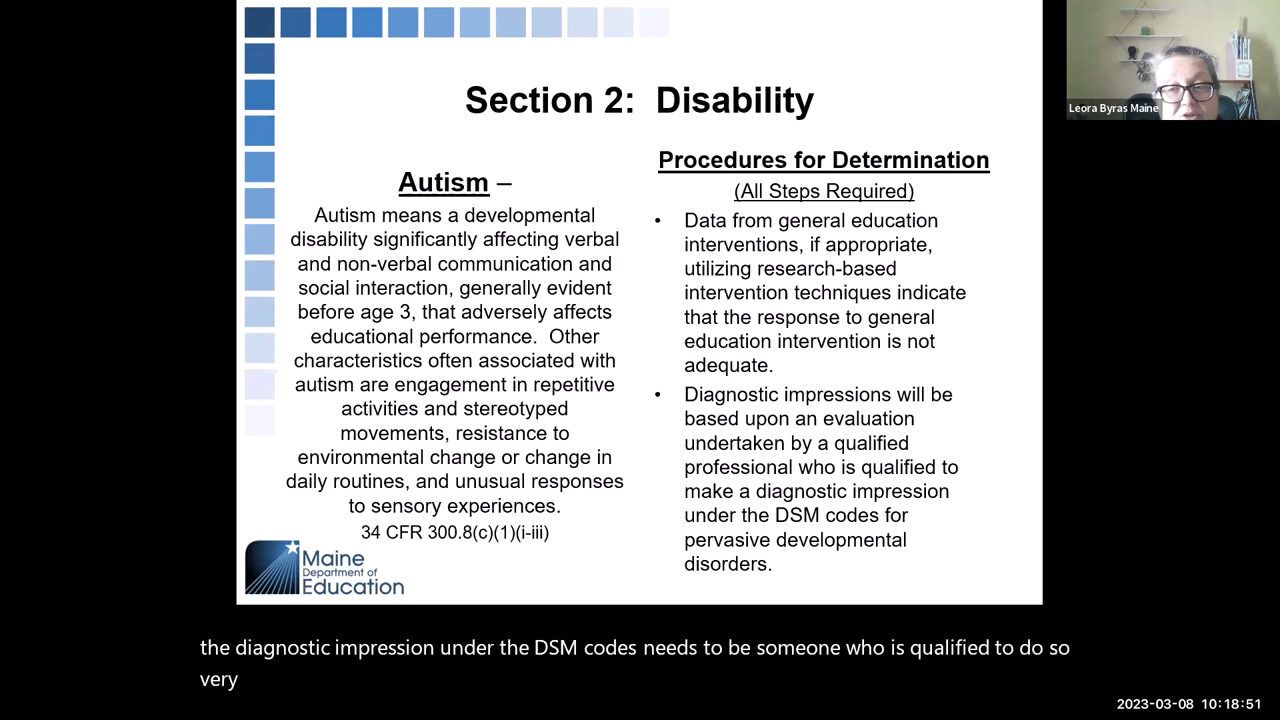 Section 2:  Disability
Autism –
Autism means a developmental
disability significantly affecting verbal
and non-verbal communication and
social interaction, generally evident
before age 3, that adversely affects
educational performance.  Other
characteristics often associated with
autism are engagement in repetitive
activities and stereotyped
movements, resistance to
environmental change or change in
daily routines, and unusual responses
to sensory experiences.
34 CFR 300.8(c)(1)(i-iii)
Procedures for Determination
(All Steps Required)
• Data from general education
interventions, if appropriate,
utilizing research-based
intervention techniques indicate
that the response to general
education intervention is not
adequate.
• Diagnostic impressions will be
based upon an evaluation
undertaken by a qualified
professional who is qualified to
make a diagnostic impression
under the DSM codes for
pervasive developmental
disorders.
Maine
Department of
Education
Leora Byras Maine
the diagnostic impression under the DSM codes needs to be someone who is qualified to do so
very
2023-03-08 10:18:51